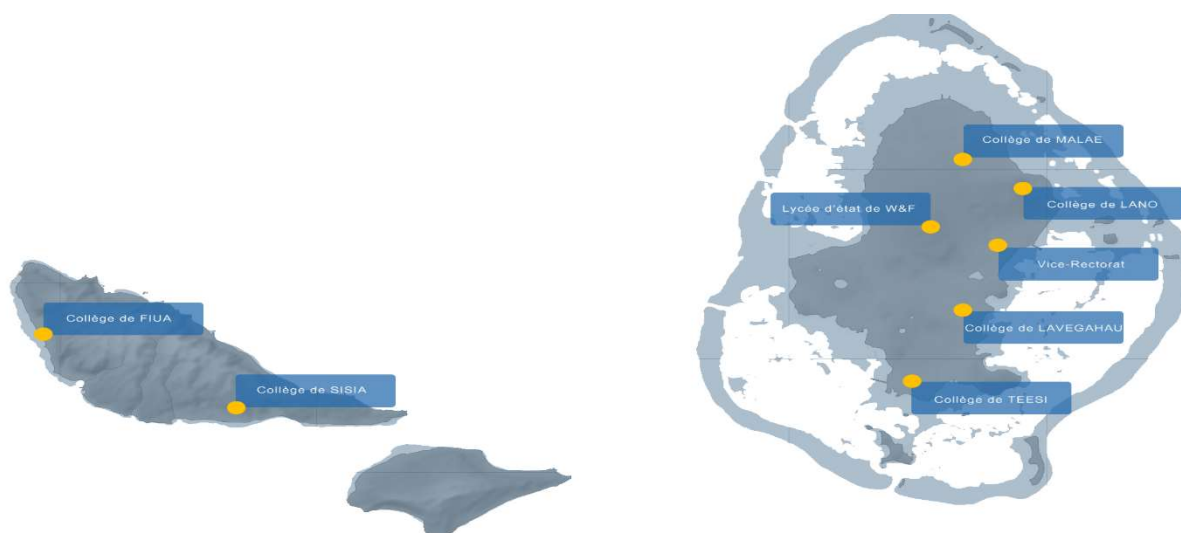 Collège de MALAE
Collège de LANO
Lycée d'état de W&F
Vice-Rectorat
Collège de FIUA
Collège de LAVEGAHAU
Collège de SISIA
Collège de TEESI